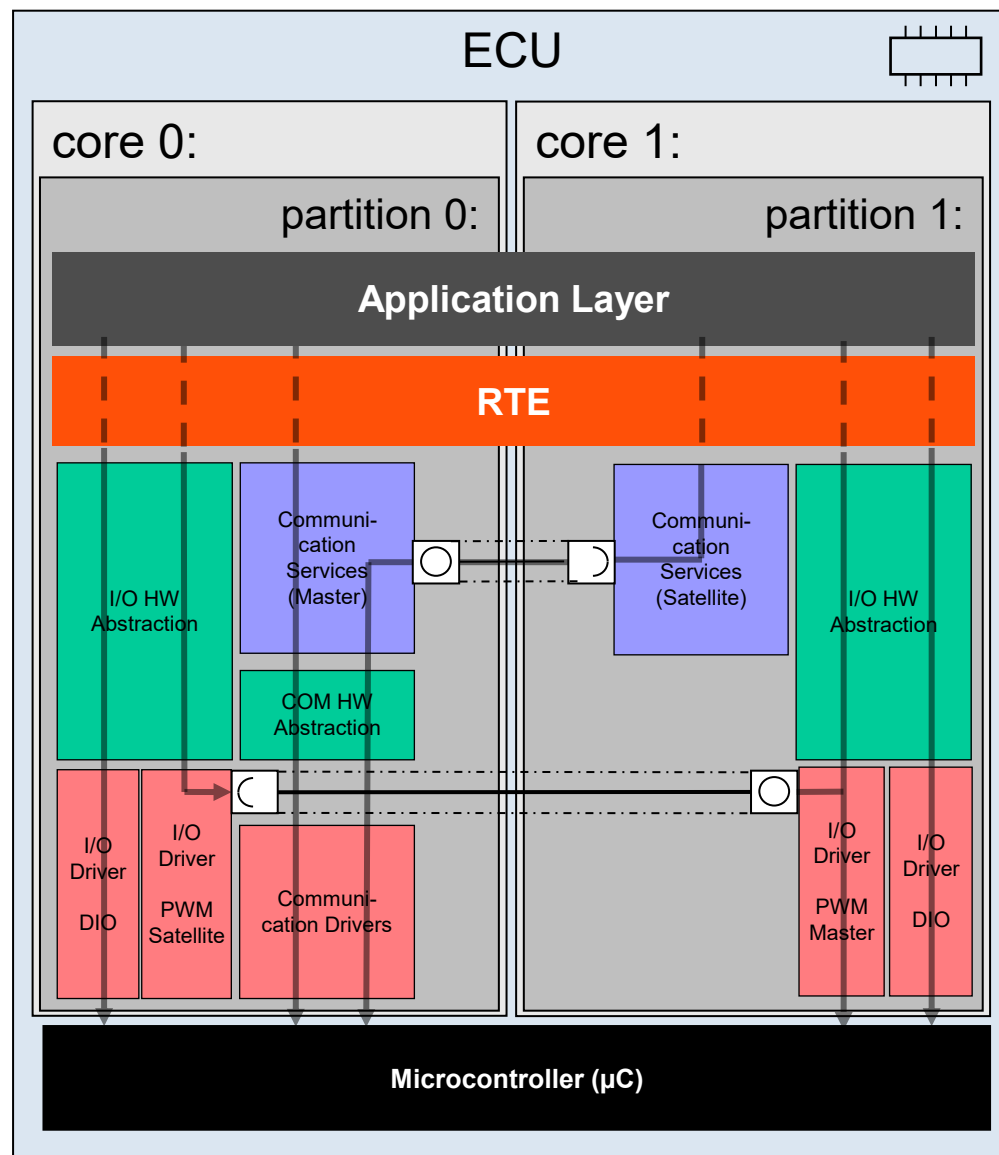 ECU
core 0:
core 1:
partition 0:
partition 1:
Application Layer
RTE
I/O HW
Abstraction
Communi-
cation
Services
(Master)
Communi-
cation
Services
(Satellite)
I/O HW
Abstraction
COM HW
Abstraction
I/O
Driver
DIO
I/O
Driver
PWM
Satellite
Communi-
cation Drivers
I/O
Driver
PWM
Master
I/O
Driver
DIO
Microcontroller (µC)